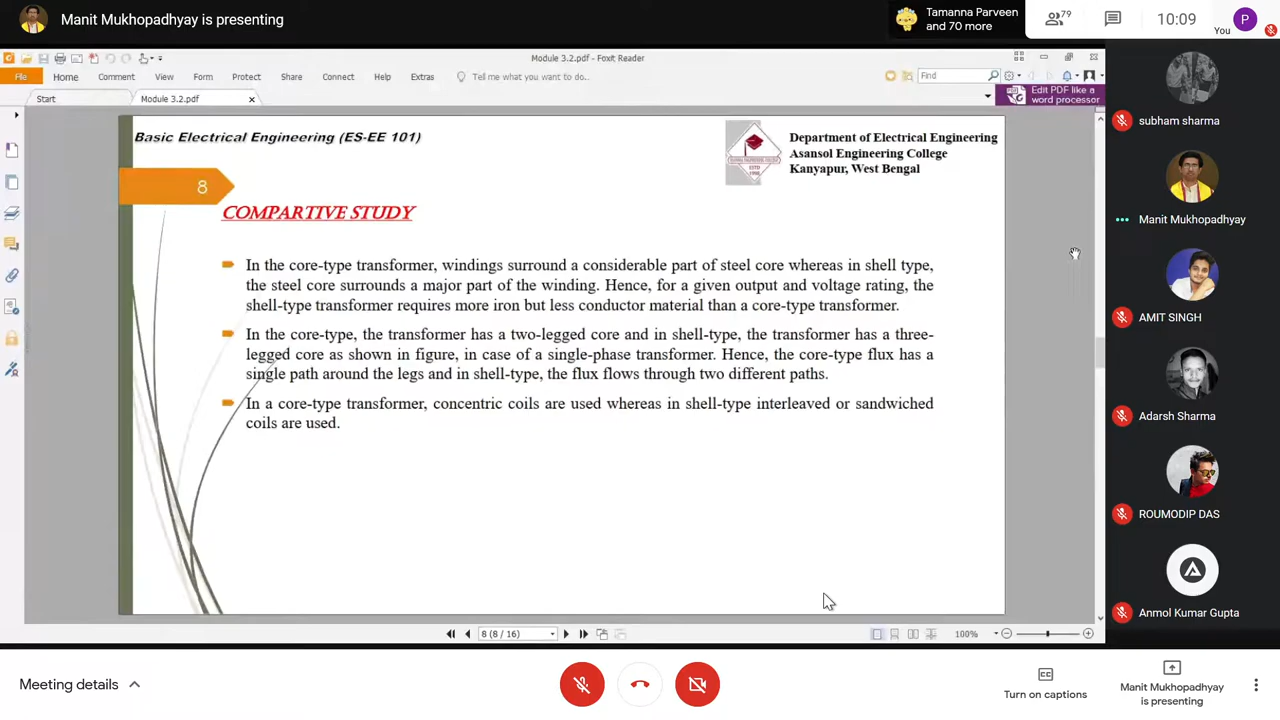 Manit Mukhopadhyay is presenting
Tamanna Parveen
and 70 more
79
10:09
You
P
Module 3.2.pdf - Foxit Reader
File
Home
Comment
View
Form
Protect
Share
Connect
Help
Extras
Tell me what you want to do..
Find
Start
Module 3.2.pdf
Edit PDF like a
word processor
Basic Electrical Engineering (ES-EE 101)
Department of Electrical Engineering
Asansol Engineering College
Kanyapur, West Bengal
8
COMPARTIVE STUDY
In the core-type transformer, windings surround a considerable part of steel core whereas in shell type,
the steel core surrounds a major part of the winding. Hence, for a given output and voltage rating, the
shell-type transformer requires more iron but less conductor material than a core-type transformer.
In the core-type, the transformer has a two-legged core and in shell-type, the transformer has a three-
legged core as shown in figure, in case of a single-phase transformer. Hence, the core-type flux has a
single path around the legs and in shell-type, the flux flows through two different paths.
In a core-type transformer, concentric coils are used whereas in shell-type interleaved or sandwiched
coils are used.
8 (8 / 16)
100%
subham sharma
Manit Mukhopadhyay
AMIT SINGH
Adarsh Sharma
ROUMODIP DAS
Anmol Kumar Gupta
Meeting details
CC
Turn on captions
Manit Mukhopadhyay
is presenting